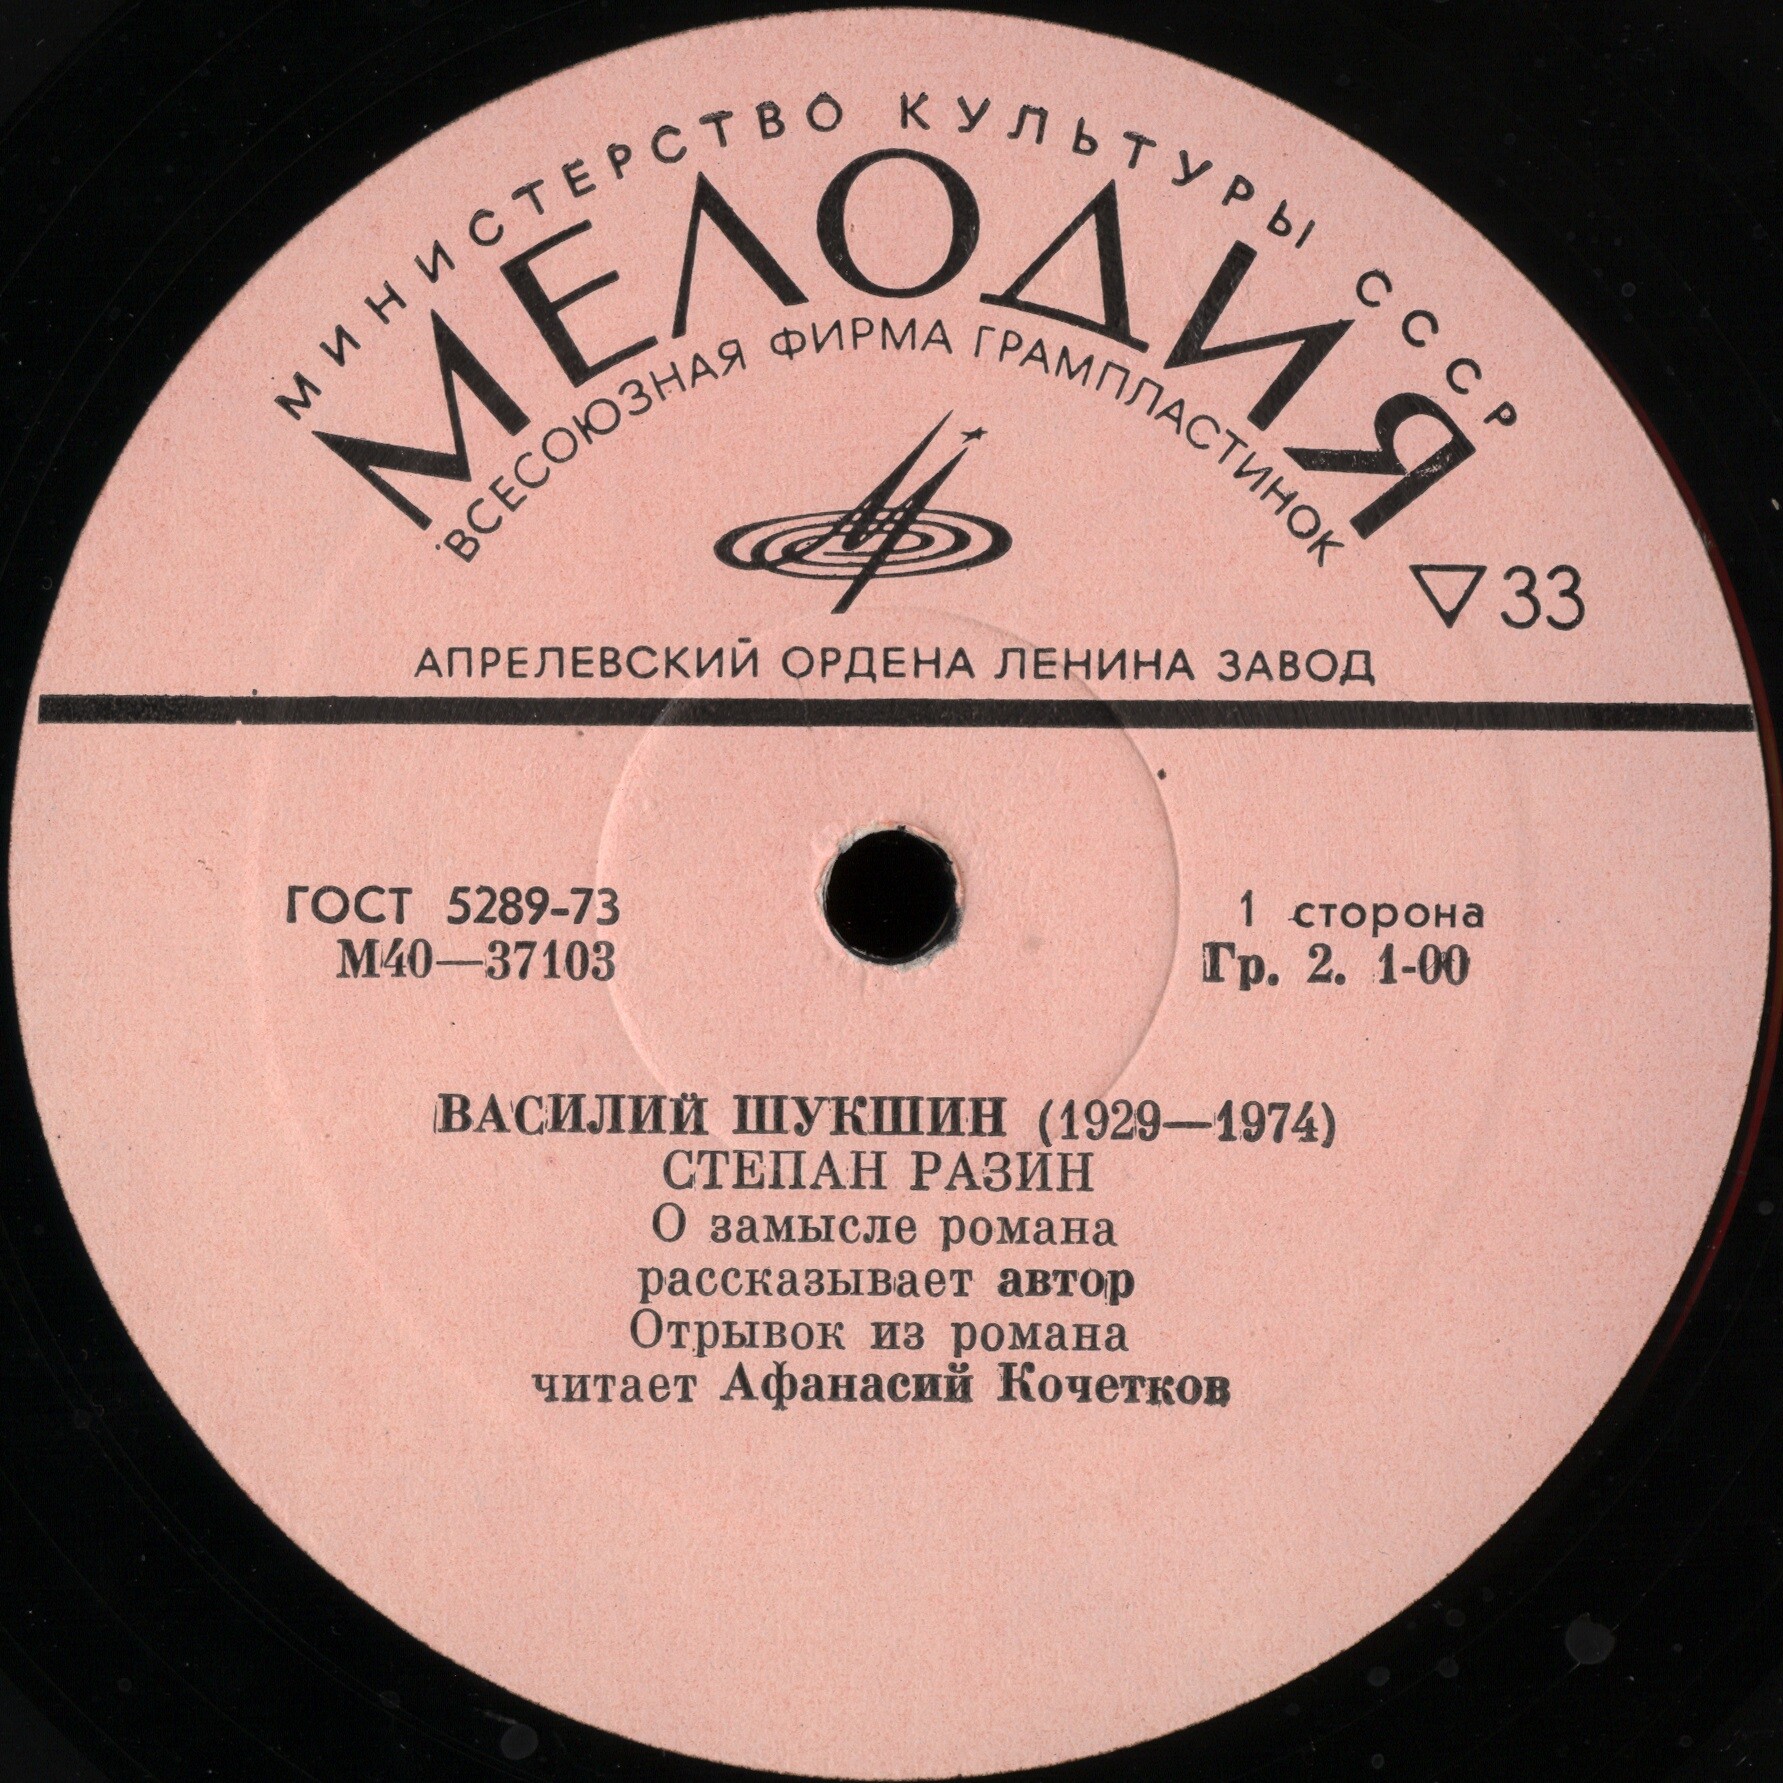 МИНИСТЕРСТВО КУЛЬТУРЫ СССР
МЕЛОДИЯ
ВСЕСОЮЗНАЯ ФИРМА ГРАМПЛАСТИНОК
▽33
АПРЕЛЕВСКИЙ ОРДЕНА ЛЕНИНА ЗАВОД
ГОСТ 5289-73
М40—37103
1 сторона
Гр. 2. 1-00
ВАСИЛИЙ ШУКШИН (1929—1974)
СТЕПАН РАЗИН
О замысле романа
рассказывает автор
Отрывок из романа
читает Афанасий Кочетков